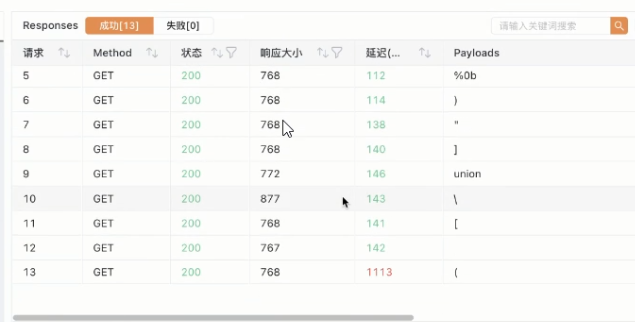 Responses 成功[13] 失败[0] 请输入关键词搜索
请求 Method 状态 响应大小 延迟(... Payloads
5 GET 200 768 112 %0b
6 GET 200 768 114 )
7 GET 200 768 138 "
8 GET 200 768 140 ]
9 GET 200 772 146 union
10 GET 200 877 143 \
11 GET 200 768 141 [
12 GET 200 767 142
13 GET 200 768 1113 (